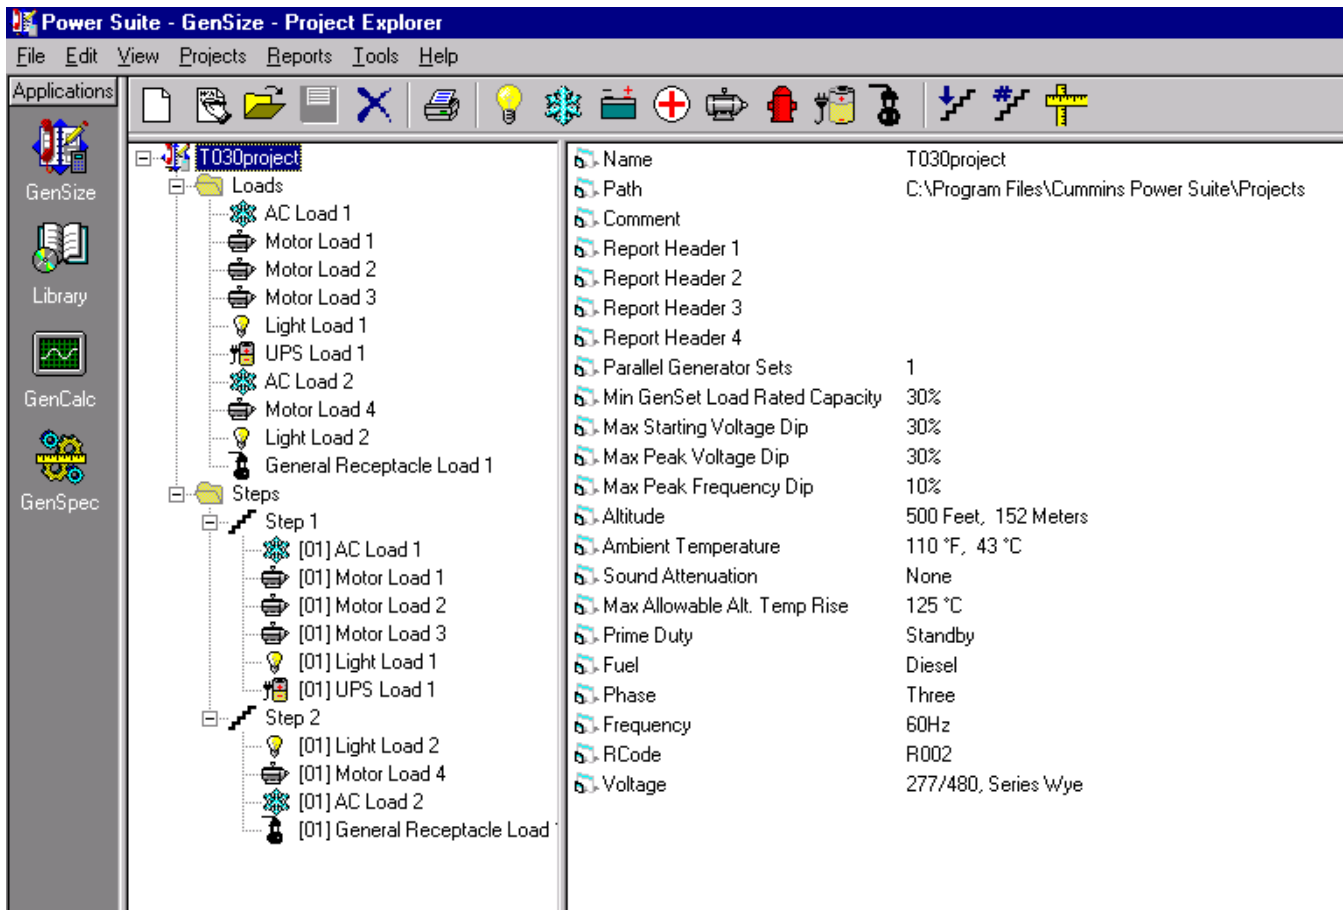 Power Suite - GenSize - Project Explorer
File Edit View Projects Reports Tools Help
Applications
GenSize
Library
GenCalc
GenSpec
T030project
Loads
AC Load 1
Motor Load 1
Motor Load 2
Motor Load 3
Light Load 1
UPS Load 1
AC Load 2
Motor Load 4
Light Load 2
General Receptacle Load 1
Steps
Step 1
[01] AC Load 1
[01] Motor Load 1
[01] Motor Load 2
[01] Motor Load 3
[01] Light Load 1
[01] UPS Load 1
Step 2
[01] Light Load 2
[01] Motor Load 4
[01] AC Load 2
[01] General Receptacle Load
Name T030project
Path C:\Program Files\Cummins Power Suite\Projects
Comment
Report Header 1
Report Header 2
Report Header 3
Report Header 4
Parallel Generator Sets 1
Min GenSet Load Rated Capacity 30%
Max Starting Voltage Dip 30%
Max Peak Voltage Dip 30%
Max Peak Frequency Dip 10%
Altitude 500 Feet, 152 Meters
Ambient Temperature 110 °F, 43 °C
Sound Attenuation None
Max Allowable Alt. Temp Rise 125 °C
Prime Duty Standby
Fuel Diesel
Phase Three
Frequency 60Hz
RCode R002
Voltage 277/480, Series Wye